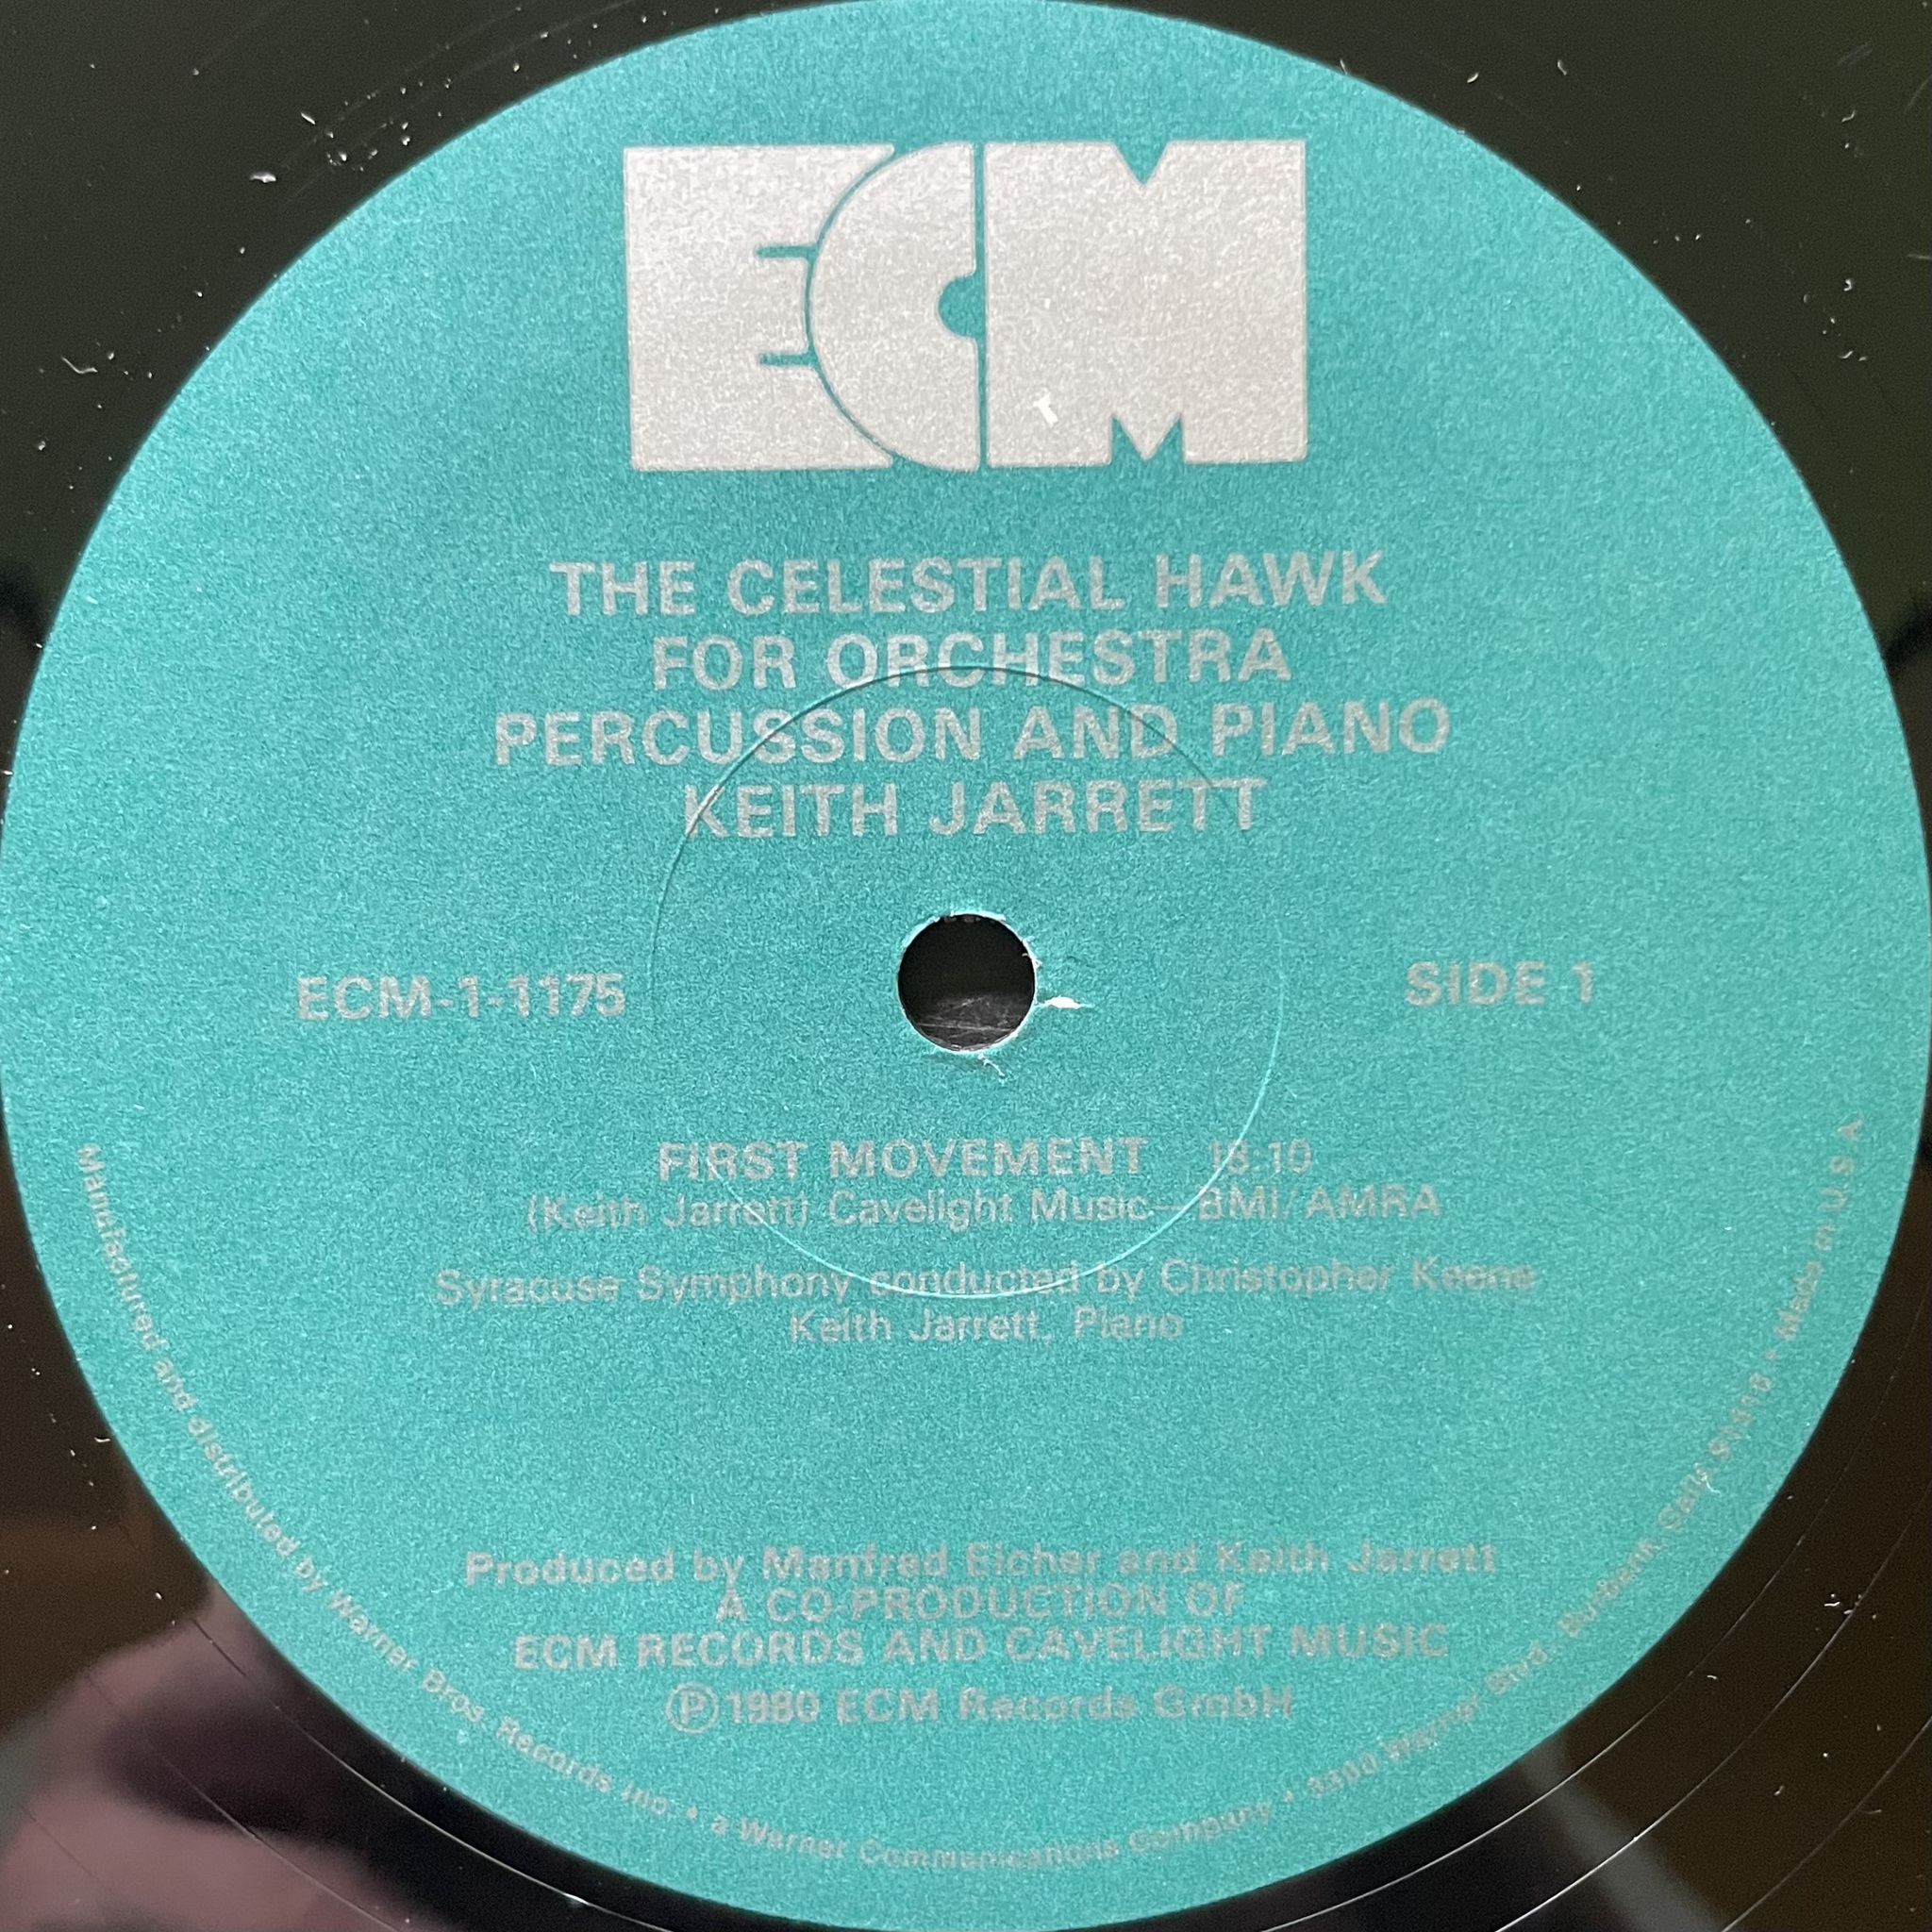 ECM
THE CELESTIAL HAWK
FOR ORCHESTRA
PERCUSSION AND PIANO
KEITH JARRETT
ECM-1-1175
SIDE 1
FIRST MOVEMENT 18:10
(Keith Jarrett) Cavelight Music—BMI/AMRA
Syracuse Symphony conducted by Christopher Keene
Keith Jarrett, Piano
Produced by Manfred Eicher and Keith Jarrett
A CO-PRODUCTION OF
ECM RECORDS AND CAVELIGHT MUSIC
℗1980 ECM Records GmbH
Manufactured and distributed by Warner Bros. Records Inc. • a Warner Communications Company • 3300 Warner Blvd., Burbank, Calif. 91510 • Made in U.S.A.